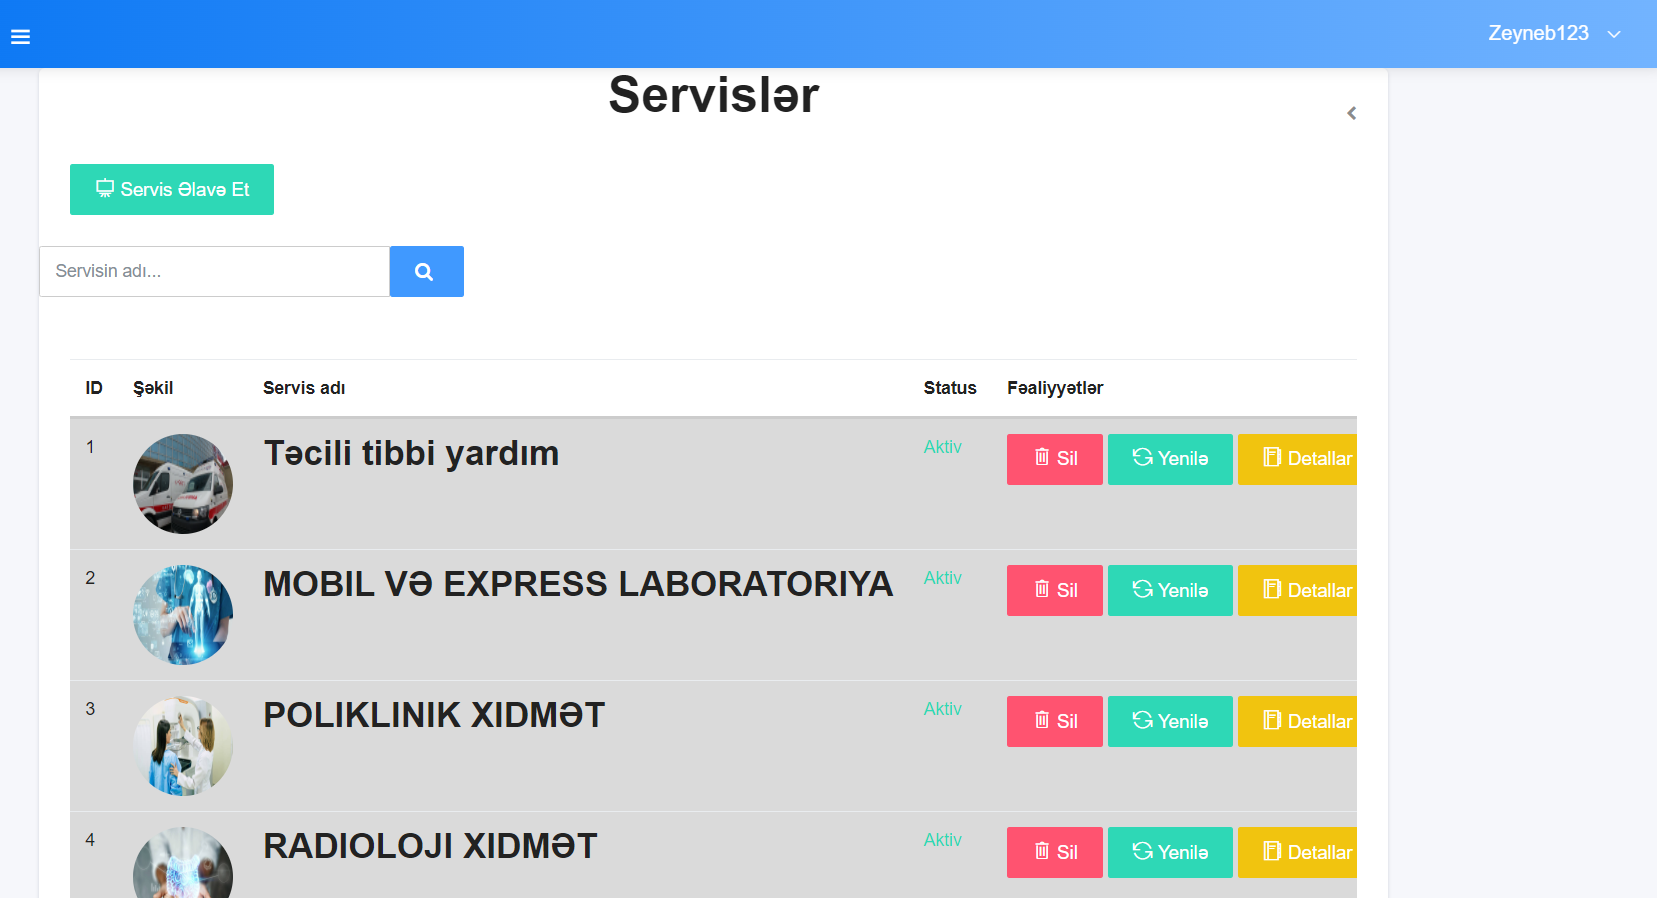 Zeyneb123
Servislər
Servis Əlavə Et
Servisin adı...
ID Şəkil Servis adı Status Fəaliyyətlər
1 Təcili tibbi yardım Aktiv Sil Yenilə Detallar
2 MOBIL VƏ EXPRESS LABORATORIYA Aktiv Sil Yenilə Detallar
3 POLIKLINIK XIDMƏT Aktiv Sil Yenilə Detallar
4 RADIOLOJI XIDMƏT Aktiv Sil Yenilə Detallar